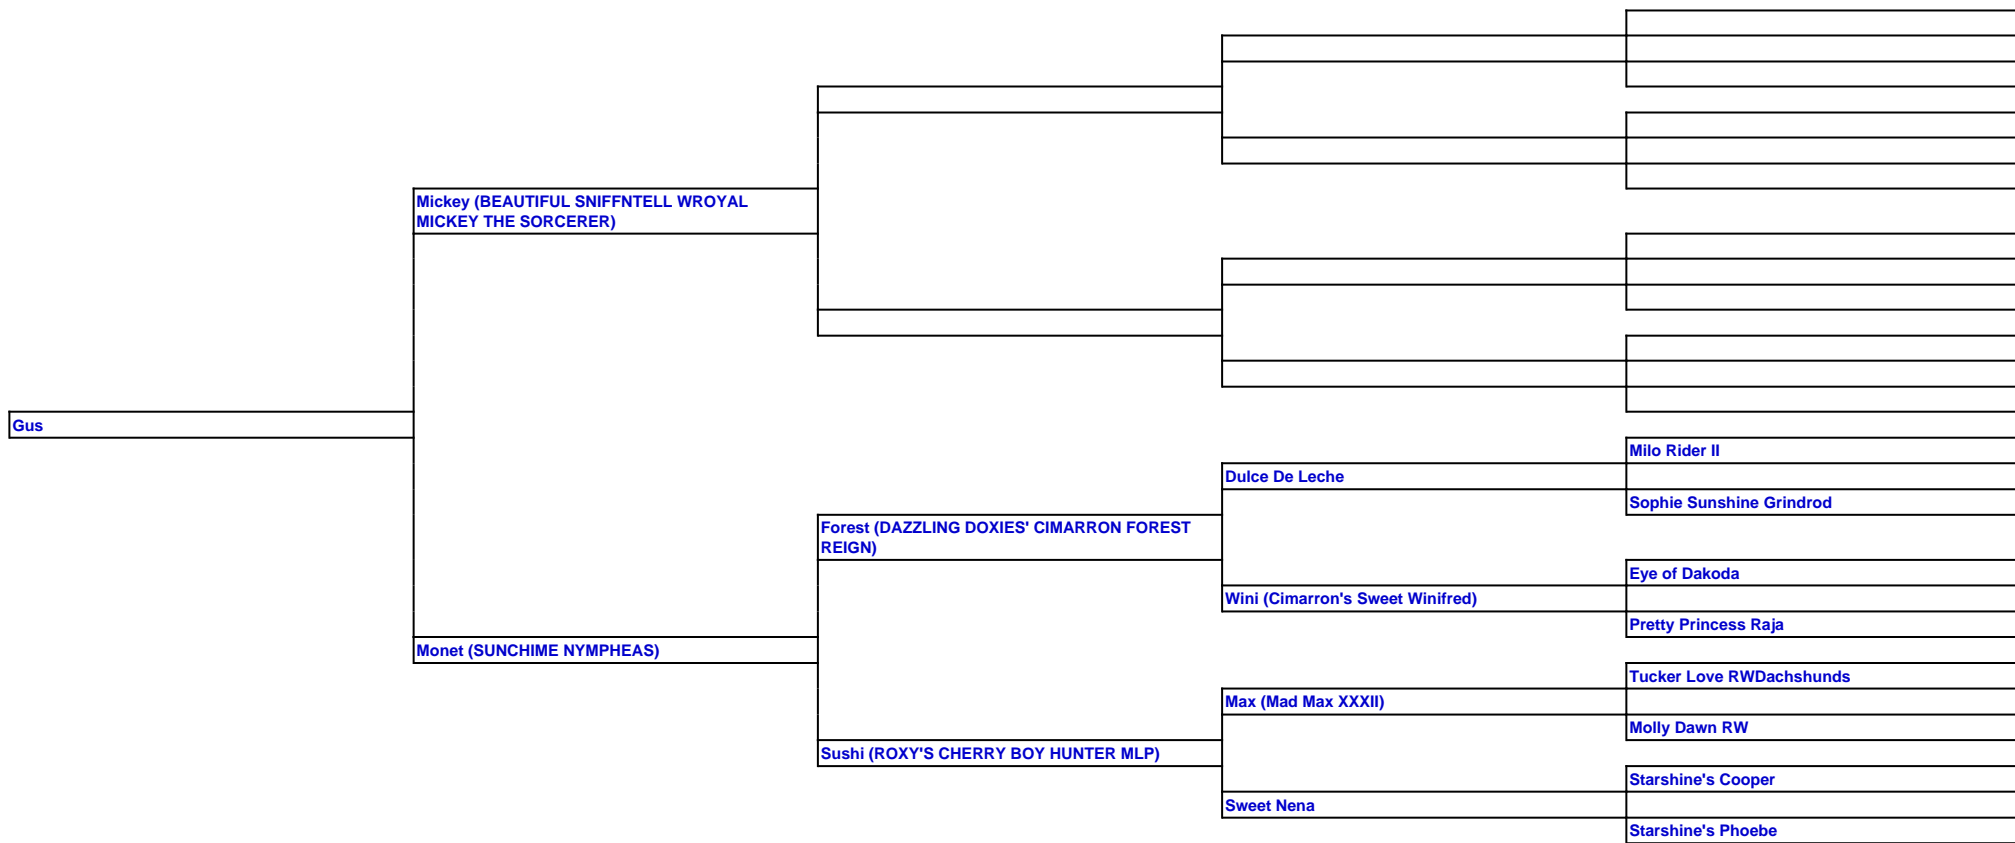 Mickey (BEAUTIFUL SNIFFNTELL WROYAL
MICKEY THE SORCERER)
Gus
Milo Rider II
Dulce De Leche
Sophie Sunshine Grindrod
Forest (DAZZLING DOXIES' CIMARRON FOREST
REIGN)
Eye of Dakoda
Wini (Cimarron's Sweet Winifred)
Pretty Princess Raja
Monet (SUNCHIME NYMPHEAS)
Tucker Love RWDachshunds
Max (Mad Max XXXII)
Molly Dawn RW
Sushi (ROXY'S CHERRY BOY HUNTER MLP)
Starshine's Cooper
Sweet Nena
Starshine's Phoebe